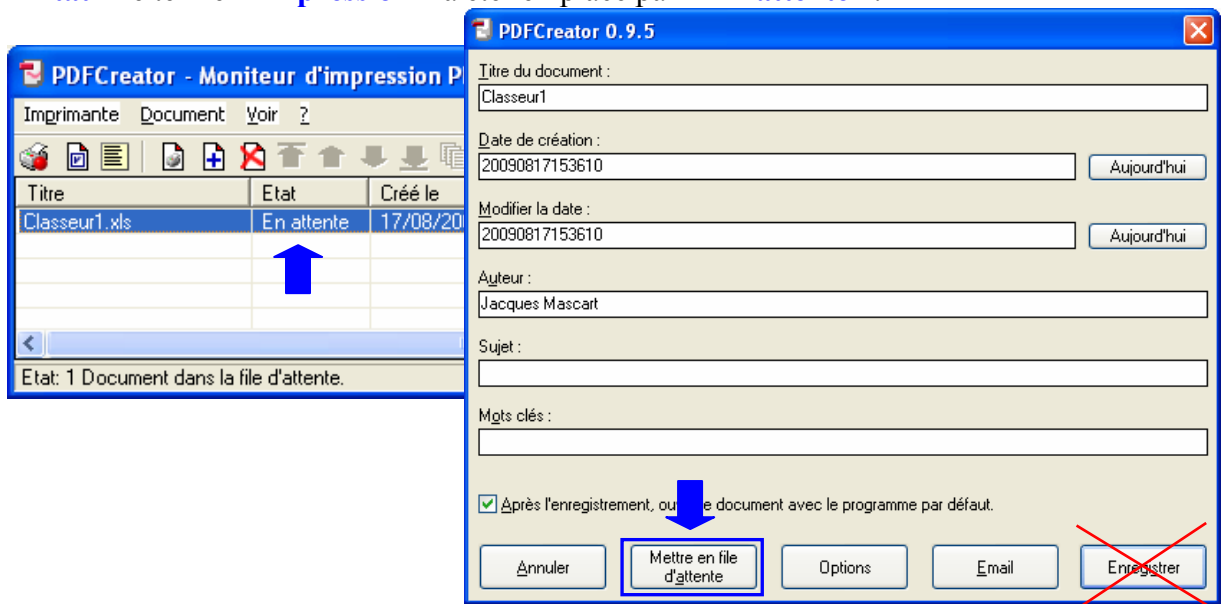 PDFCreator - Moniteur d'impression P
Imprimante Document Voir ?
Titre Etat Créé le
Classeur1.xls En attente 17/08/20
Etat: 1 Document dans la file d'attente.
PDFCreator 0.9.5
Titre du document :
Classeur1
Date de création :
20090817153610 Aujourd'hui
Modifier la date :
20090817153610 Aujourd'hui
Auteur :
Jacques Mascart
Sujet :
Mots clés :
Après l'enregistrement, document avec le programme par défaut.
Annuler
Mettre en file
d'attente
Options
Email
Enregistrer